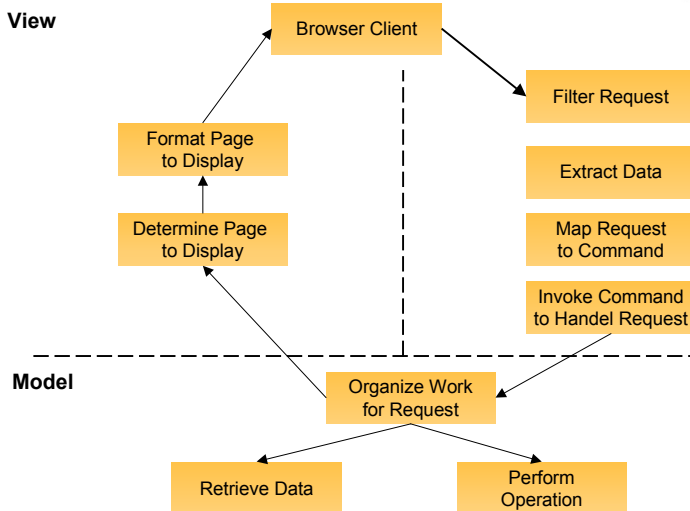 View
Browser Client
Filter Request
Format Page
to Display
Extract Data
Determine Page
to Display
Map Request
to Command
Invoke Command
to Handel Request
Model
Organize Work
for Request
Retrieve Data
Perform
Operation